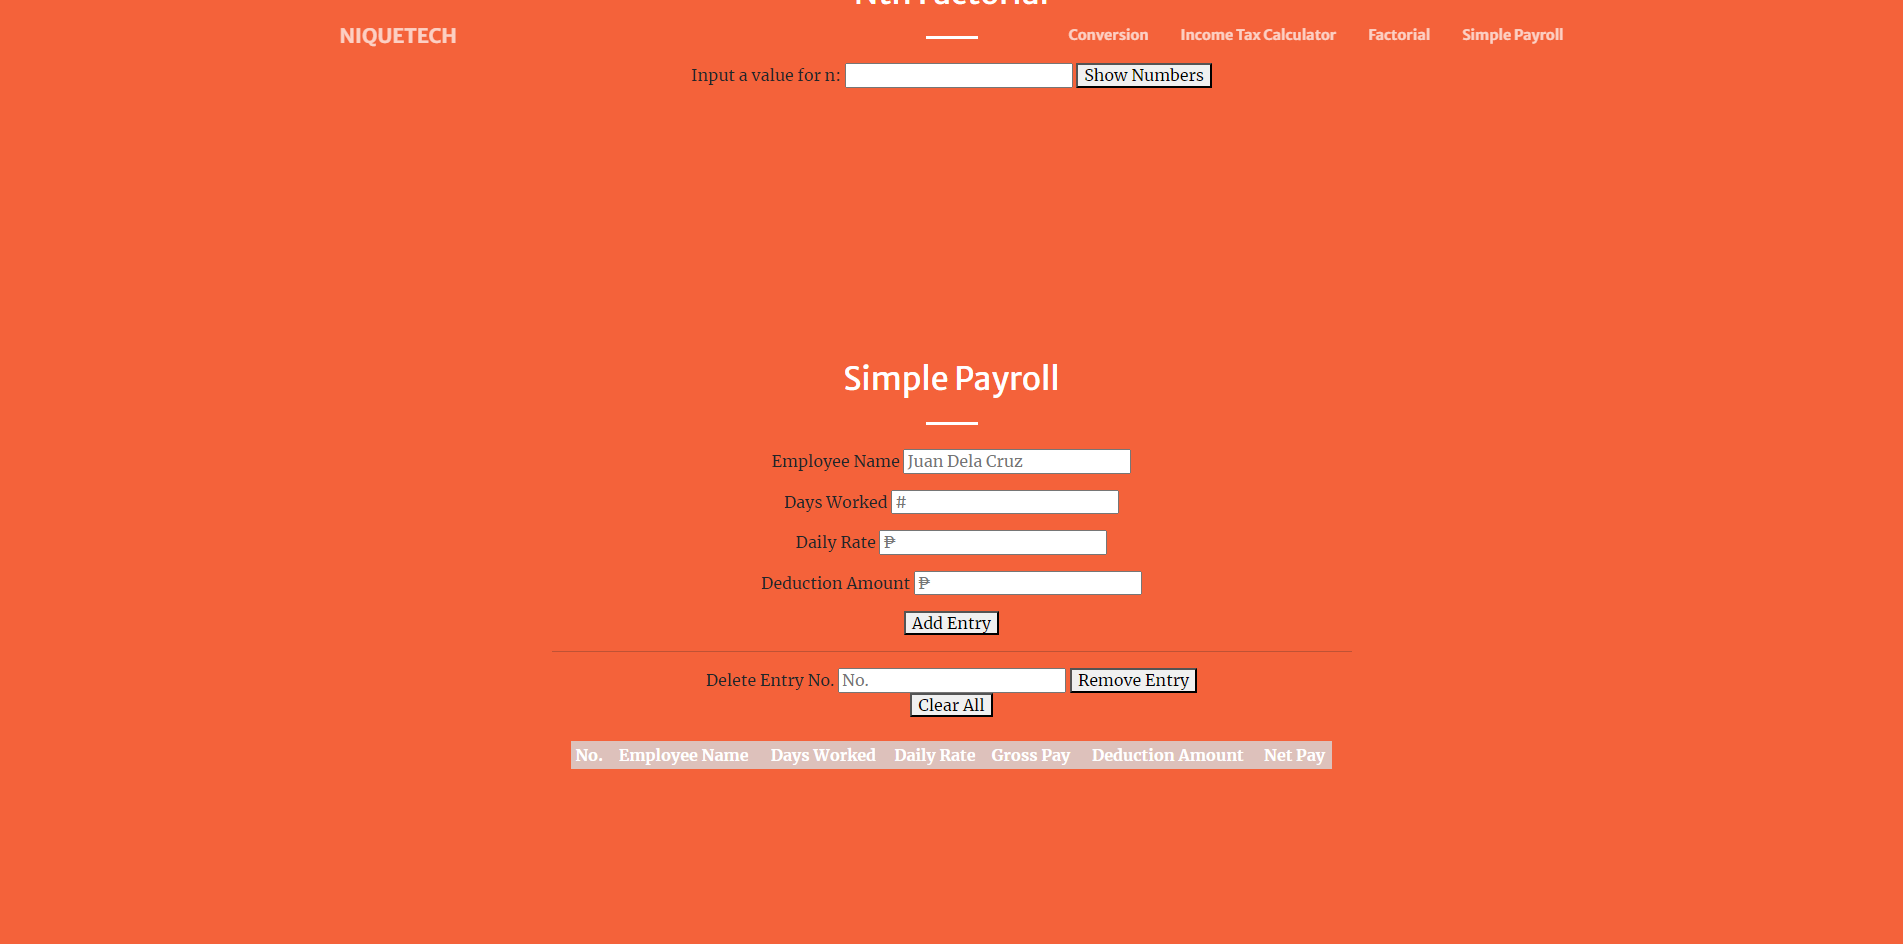 Nth Factorial
NIQUETECH
Conversion Income Tax Calculator Factorial Simple Payroll
Input a value for n: Show Numbers
Simple Payroll
Employee Name Juan Dela Cruz
Days Worked #
Daily Rate ₱
Deduction Amount ₱
Add Entry
Delete Entry No. No. Remove Entry
Clear All
No. Employee Name Days Worked Daily Rate Gross Pay Deduction Amount Net Pay